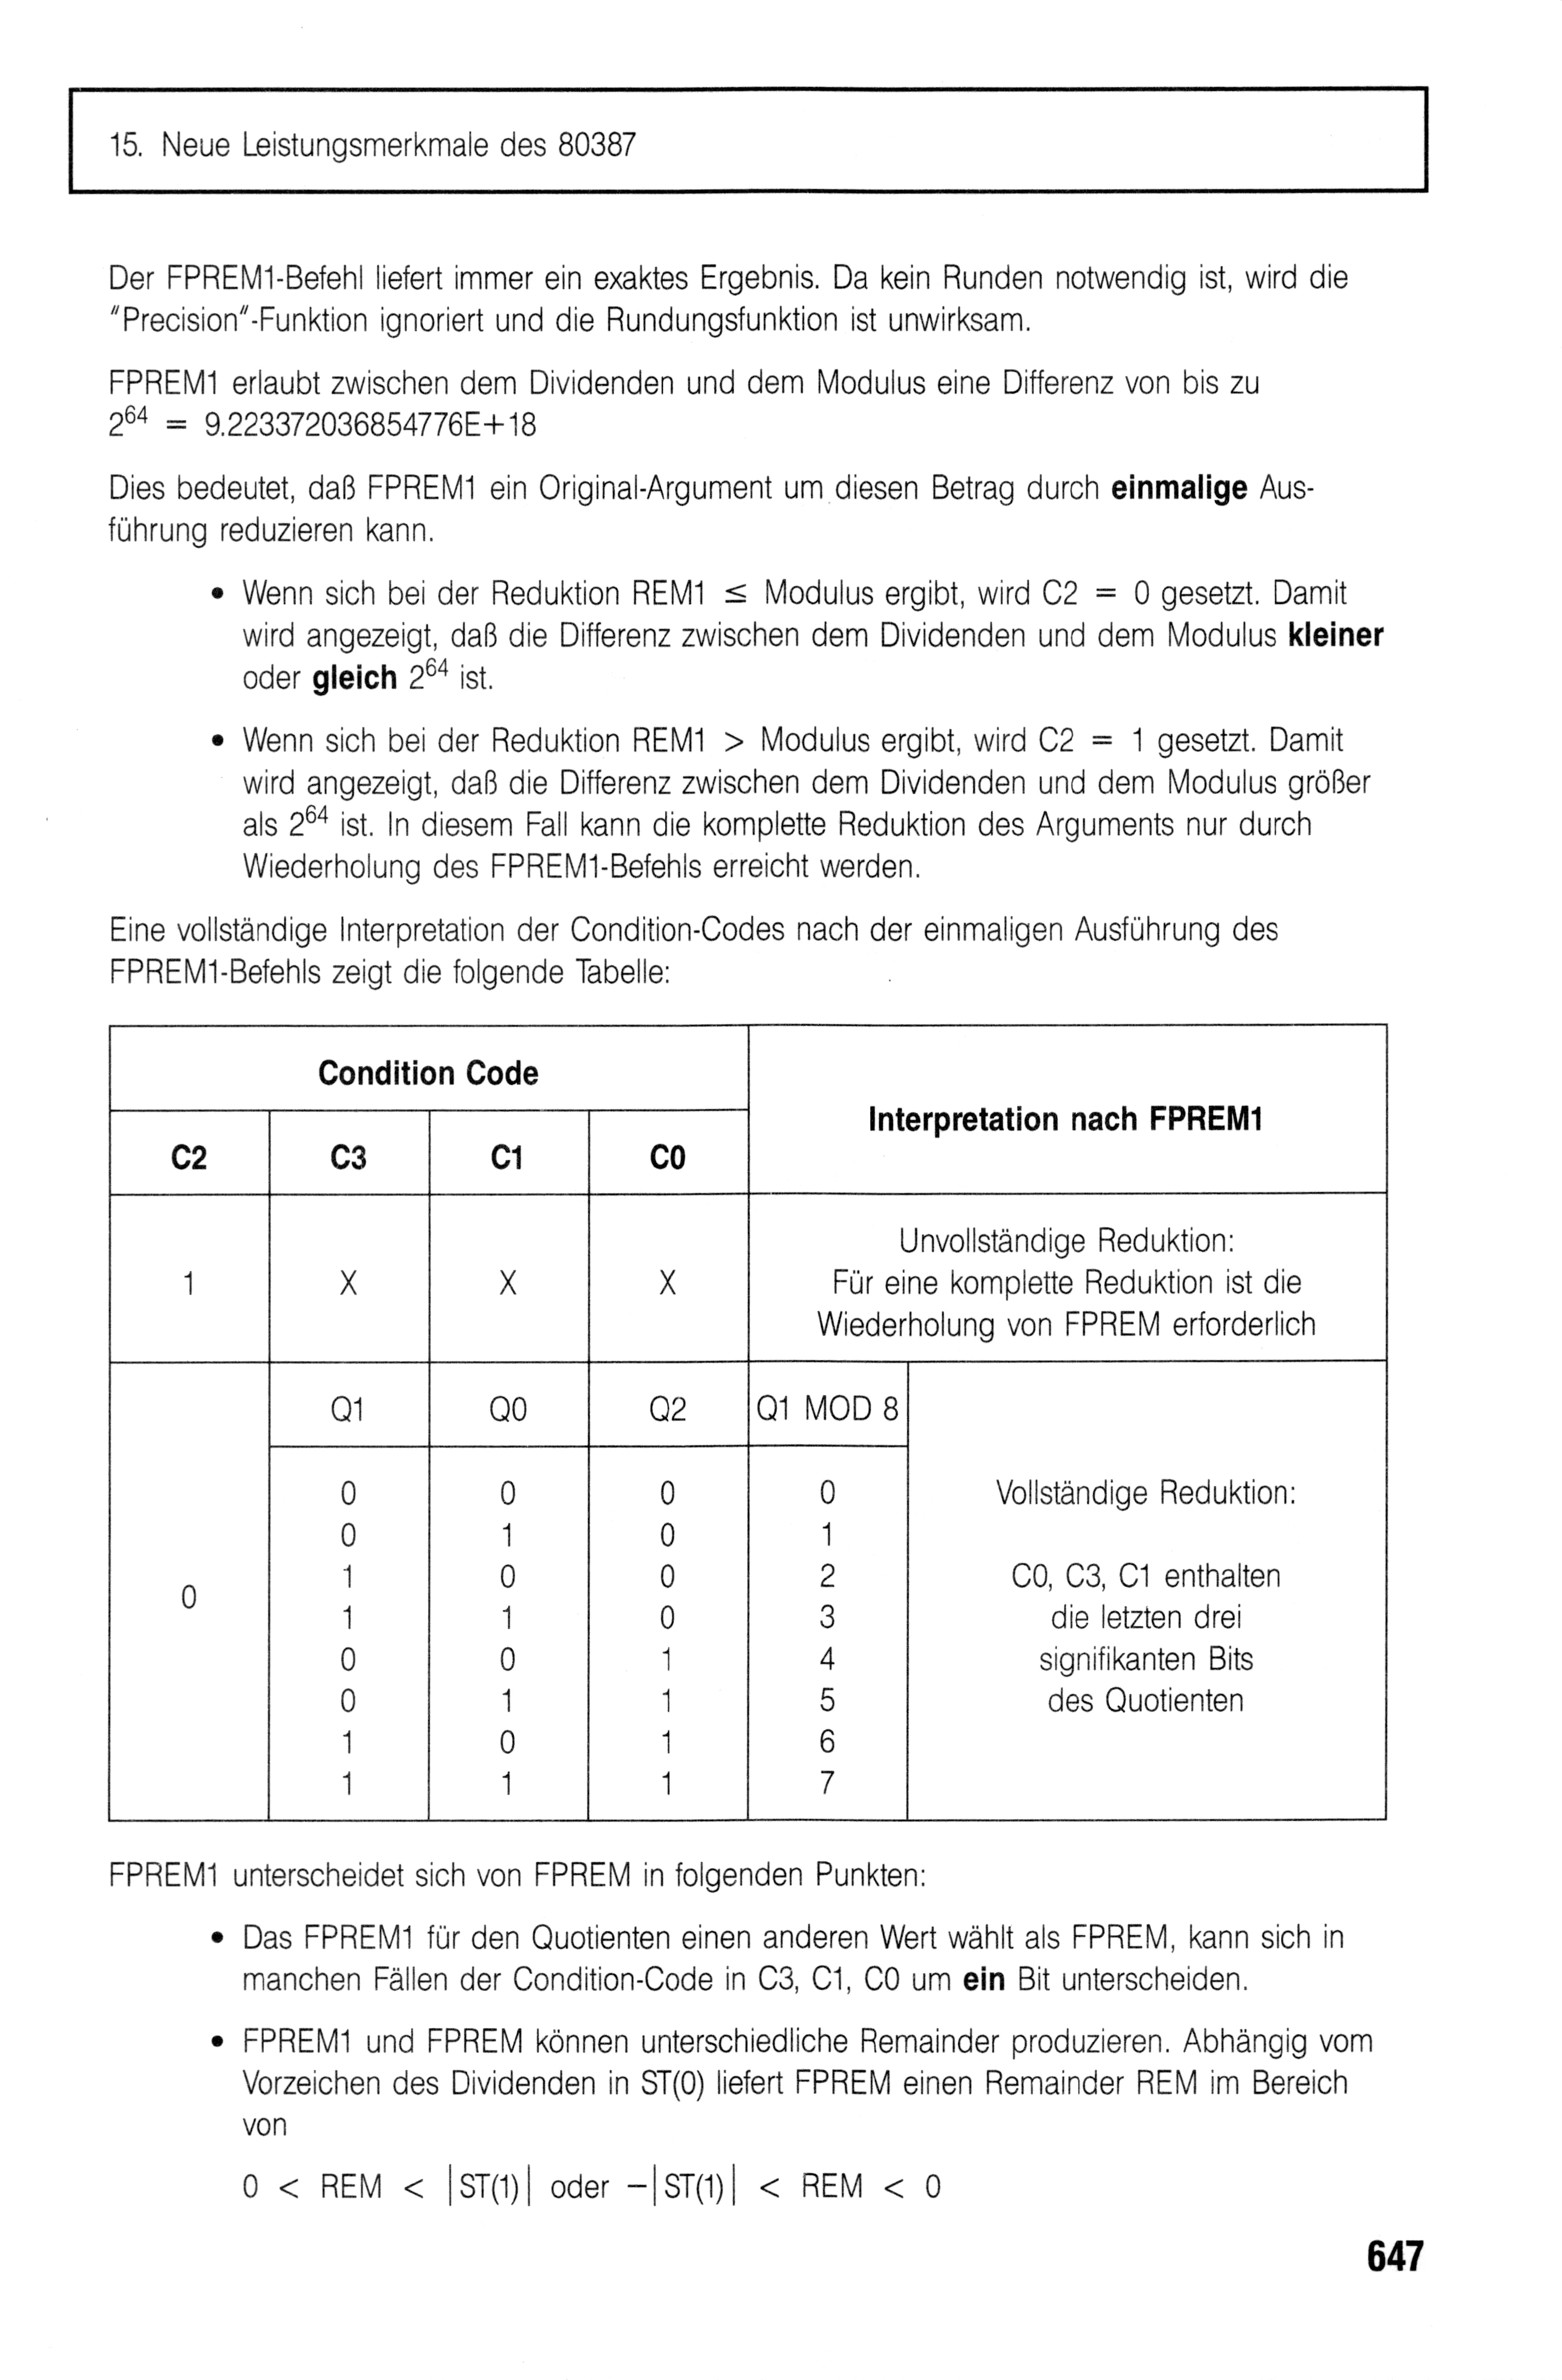 15. Neue Leistungsmerkmale des 80387
Der FPREM1-Befehl liefert immer ein exaktes Ergebnis. Da kein Runden notwendig ist, wird die
"Precision"-Funktion ignoriert und die Rundungsfunktion ist unwirksam.
FPREM1 erlaubt zwischen dem Dividenden und dem Modulus eine Differenz von bis zu
2⁶⁴ = 9.223372036854776E+18
Dies bedeutet, daß FPREM1 ein Original-Argument um diesen Betrag durch einmalige Aus-
führung reduzieren kann.
• Wenn sich bei der Reduktion REM1 ≤ Modulus ergibt, wird C2 = 0 gesetzt. Damit
wird angezeigt, daß die Differenz zwischen dem Dividenden und dem Modulus kleiner
oder gleich 2⁶⁴ ist.
• Wenn sich bei der Reduktion REM1 > Modulus ergibt, wird C2 = 1 gesetzt. Damit
wird angezeigt, daß die Differenz zwischen dem Dividenden und dem Modulus größer
als 2⁶⁴ ist. In diesem Fall kann die komplette Reduktion des Arguments nur durch
Wiederholung des FPREM1-Befehls erreicht werden.
Eine vollständige Interpretation der Condition-Codes nach der einmaligen Ausführung des
FPREM1-Befehls zeigt die folgende Tabelle:
Condition Code
Interpretation nach FPREM1
C2 C3 C1 C0
Unvollständige Reduktion:
1 X X X Für eine komplette Reduktion ist die
Wiederholung von FPREM erforderlich
Q1 Q0 Q2 Q1 MOD 8
0 0 0 0 Vollständige Reduktion:
0 1 0 1
1 0 0 2 C0, C3, C1 enthalten
0
1 1 0 3 die letzten drei
0 0 1 4 signifikanten Bits
0 1 1 5 des Quotienten
1 0 1 6
1 1 1 7
FPREM1 unterscheidet sich von FPREM in folgenden Punkten:
• Das FPREM1 für den Quotienten einen anderen Wert wählt als FPREM, kann sich in
manchen Fällen der Condition-Code in C3, C1, C0 um ein Bit unterscheiden.
• FPREM1 und FPREM können unterschiedliche Remainder produzieren. Abhängig vom
Vorzeichen des Dividenden in ST(0) liefert FPREM einen Remainder REM im Bereich
von
0 < REM < |ST(1)| oder −|ST(1)| < REM < 0
647